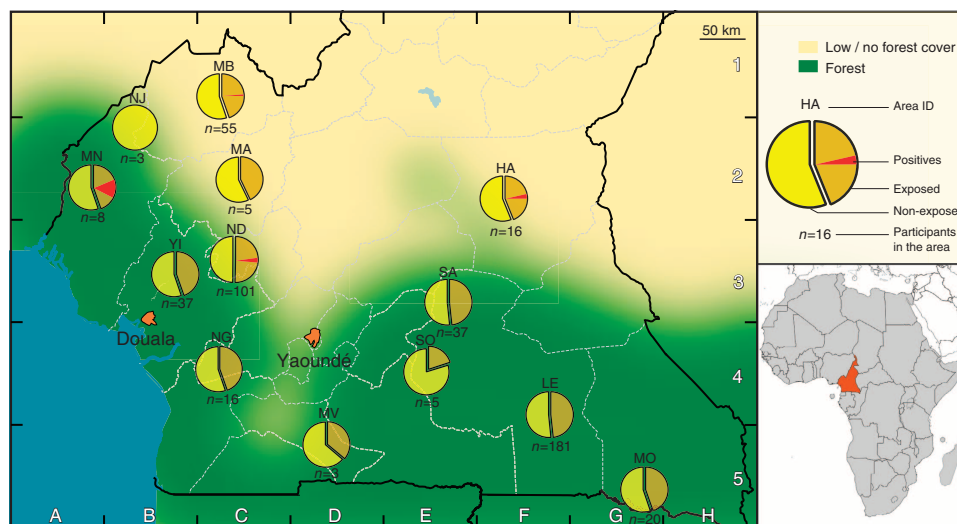 50 km
1
2
3
4
5
A B C D E F G H
NJ
n=3
MB
n=55
MN
n=8
MA
n=5
HA
n=16
YI
n=37
ND
n=101
SA
n=37
Douala
Yaoundé
NG
n=16
SO
n=5
LE
n=181
MV
n=3
MO
n=20
Low / no forest cover
Forest
HA
Area ID
Positives
Exposed
Non-expose
n=16
Participants
in the area